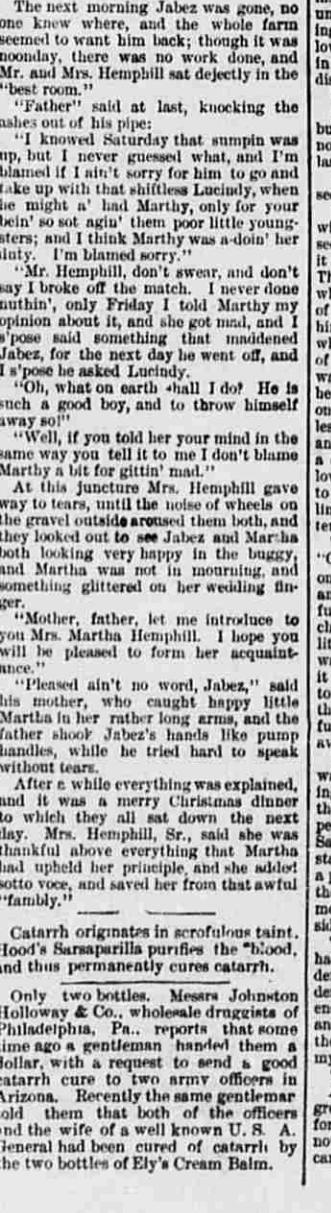 The next morning Jabez was gone, no
one knew where, and the whole farm
seemed to want him back; though it was
noonday, there was no work done, and
Mr. and Mrs. Hemphill sat dejectly in the
"best room."
"Father" said at last, knocking the
ashes out of his pipe:
"I knowed Saturday that sumpin was
up, but I never guessed what, and I'm
blamed if I ain't sorry for him to go and
take up with that shiftless Lucindy, when
he might a' had Marthy, only for your
bein' so sot agin' them poor little young-
sters; and I think Marthy was a-doin' her
duty. I'm blamed sorry."
"Mr. Hemphill, don't swear, and don't
say I broke off the match. I never done
nuthin', only Friday I told Marthy my
opinion about it, and she got mad, and I
s'pose said something that maddened
Jabez, for the next day he went off, and
I s'pose he asked Lucindy.
"Oh, what on earth shall I do? He is
such a good boy, and to throw himself
away so!"
"Well, if you told her your mind in the
same way you tell it to me I don't blame
Marthy a bit for gittin' mad."
At this juncture Mrs. Hemphill gave
way to tears, until the noise of wheels on
the gravel outside aroused them both, and
they looked out to see Jabez and Martha
both looking very happy in the buggy,
and Martha was not in mourning, and
something glittered on her wedding fin-
ger.
"Mother, father, let me introduce to
you Mrs. Martha Hemphill. I hope you
will be pleased to form her acquaint-
ance."
"Pleased ain't no word, Jabez," said
his mother, who caught happy little
Martha in her rather long arms, and the
father shook Jabez's hands like pump
handles, while he tried hard to speak
without tears.
After a while everything was explained,
and it was a merry Christmas dinner
to which they all sat down the next
day. Mrs. Hemphill, Sr., said she was
thankful above everything that Martha
had upheld her principle, and she added
sotto voce, and saved her from that awful
"fambly."
Catarrh originates in scrofulous taint.
Hood's Sarsaparilla purifies the blood,
and thus permanently cures catarrh.
Only two bottles. Messrs Johnston
Holloway & Co., wholesale druggists of
Philadelphia, Pa., reports that some
time ago a gentleman handed them a
dollar, with a request to send a good
catarrh cure to two army officers in
Arizona. Recently the same gentlemar
told them that both of the officers
and the wife of a well known U. S. A.
General had been cured of catarrh by
the two bottles of Ely's Cream Balm.